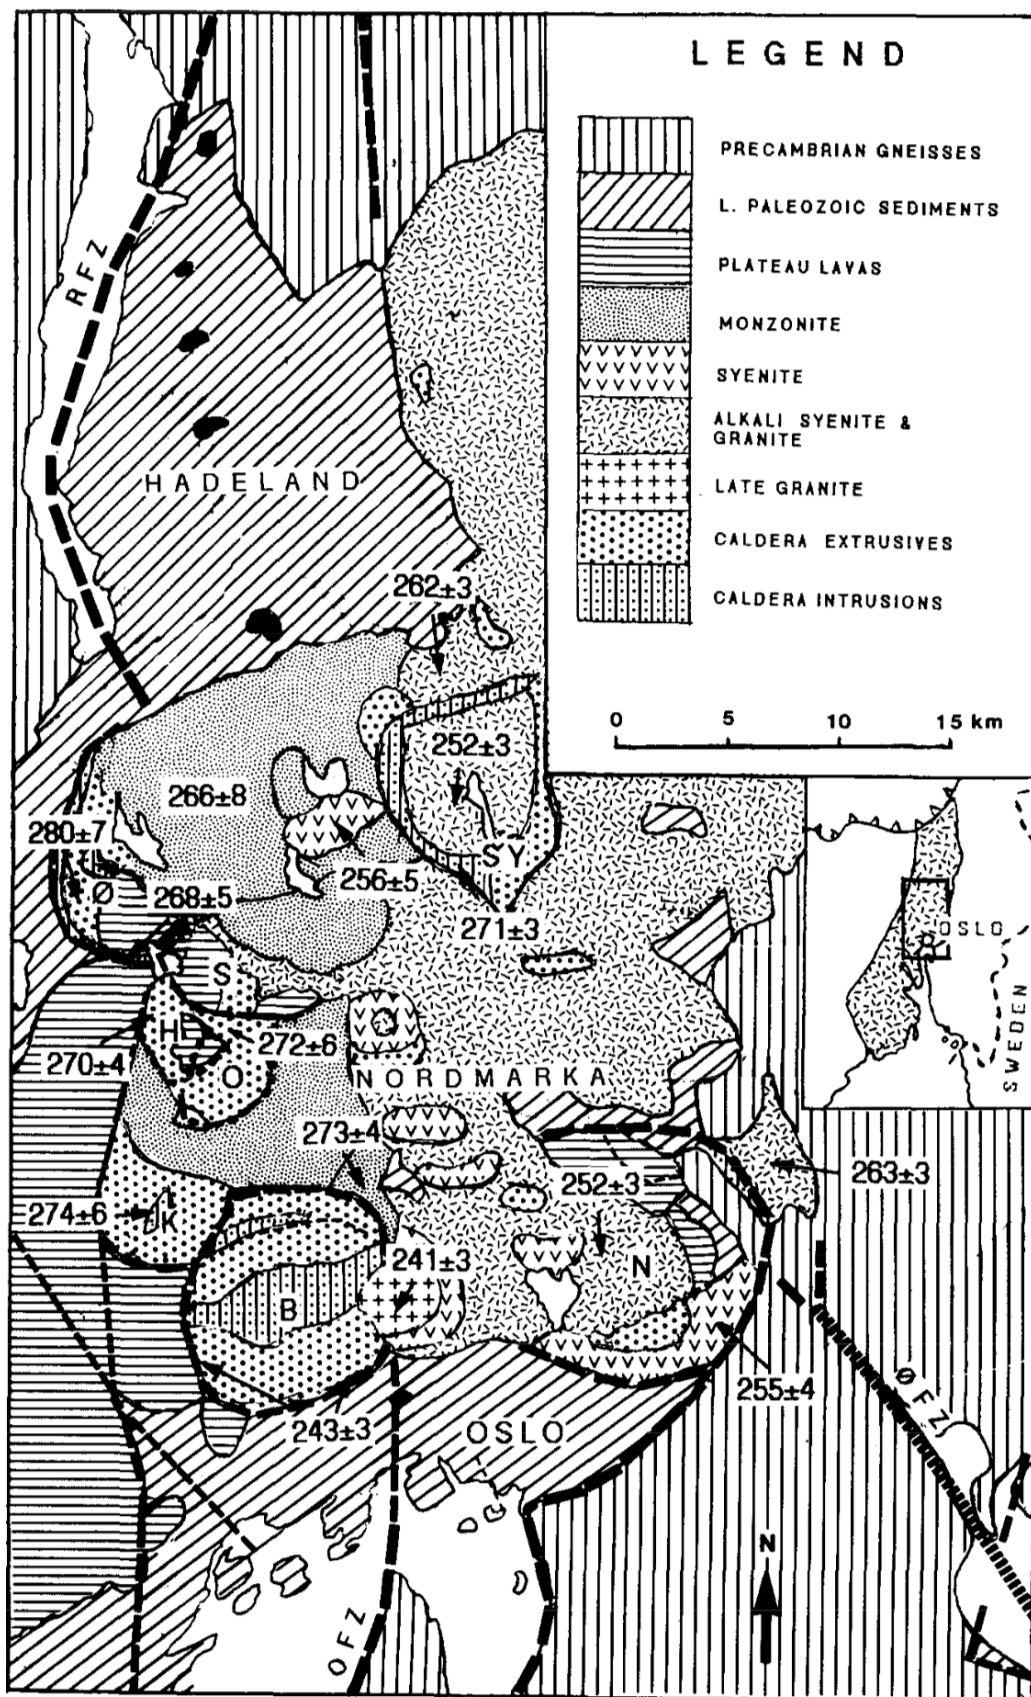 LEGEND
PRECAMBRIAN GNEISSES
L. PALEOZOIC SEDIMENTS
PLATEAU LAVAS
MONZONITE
SYENITE
ALKALI SYENITE &
GRANITE
LATE GRANITE
CALDERA EXTRUSIVES
CALDERA INTRUSIONS
0 5 10 15 km
RFZ
HADELAND
262±3
252±3
266±8
280±7
SY
256±5
Ø
268±5
271±3
OSLO
SWEDEN
S
H
272±6
270±4
O
NORDMARKA
273±4
263±3
252±3
274±6
K
241±3
N
B
255±4
ØFZ
243±3
OSLO
N
OFZ